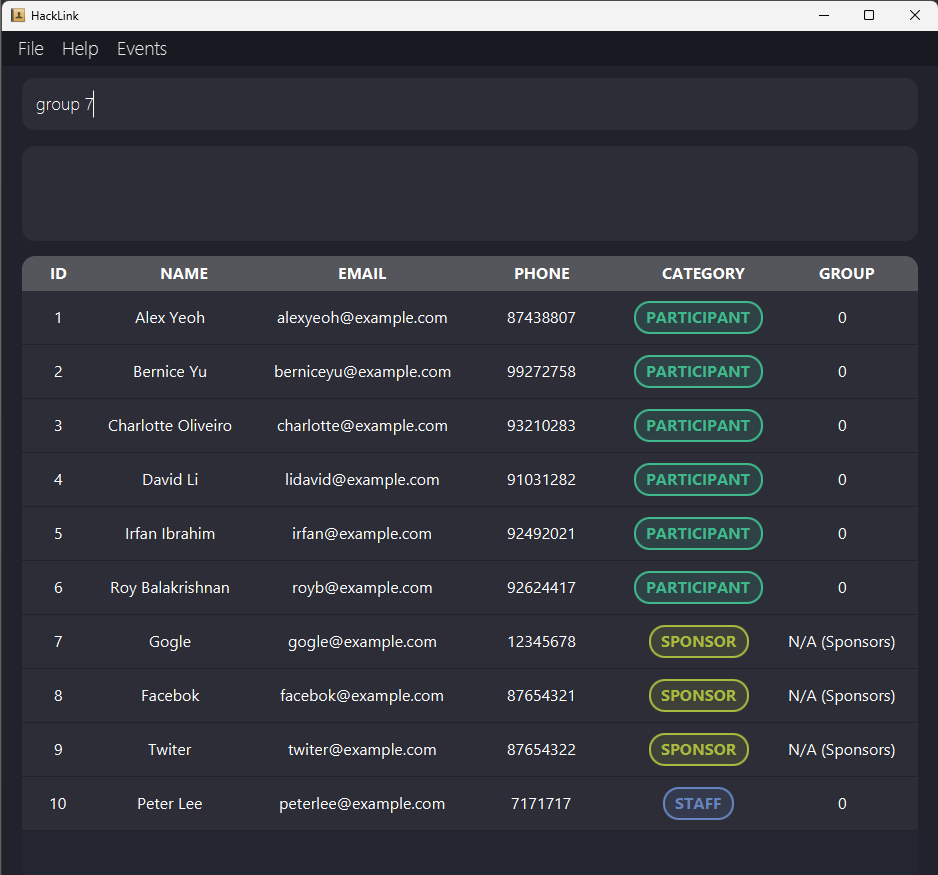 HackLink
File Help Events
group 7
ID NAME EMAIL PHONE CATEGORY GROUP
1 Alex Yeoh alexyeoh@example.com 87438807 PARTICIPANT 0
2 Bernice Yu berniceyu@example.com 99272758 PARTICIPANT 0
3 Charlotte Oliveiro charlotte@example.com 93210283 PARTICIPANT 0
4 David Li lidavid@example.com 91031282 PARTICIPANT 0
5 Irfan Ibrahim irfan@example.com 92492021 PARTICIPANT 0
6 Roy Balakrishnan royb@example.com 92624417 PARTICIPANT 0
7 Gogle gogle@example.com 12345678 SPONSOR N/A (Sponsors)
8 Facebok facebok@example.com 87654321 SPONSOR N/A (Sponsors)
9 Twiter twiter@example.com 87654322 SPONSOR N/A (Sponsors)
10 Peter Lee peterlee@example.com 7171717 STAFF 0